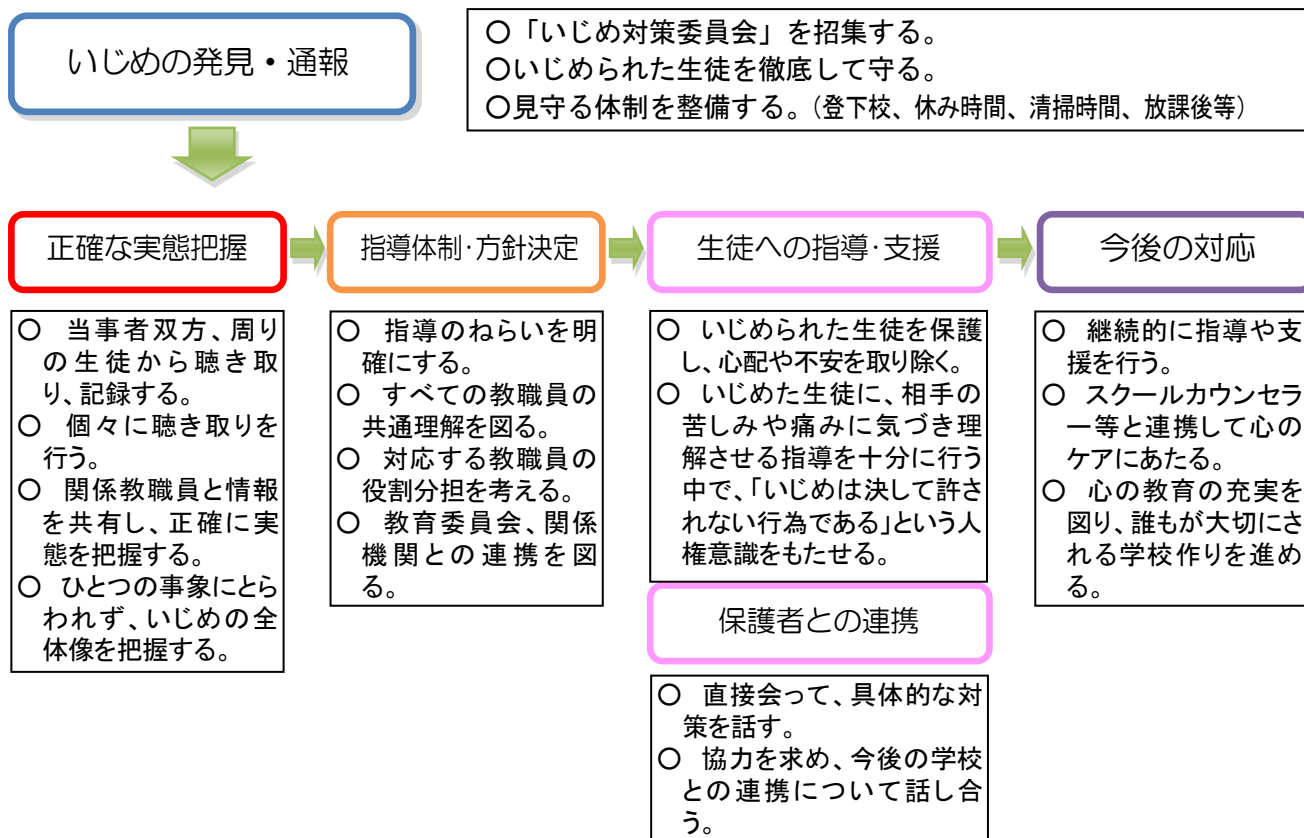 いじめの発見・通報
〇「いじめ対策委員会」を招集する。
〇いじめられた生徒を徹底して守る。
〇見守る体制を整備する。（登下校、休み時間、清掃時間、放課後等）
正確な実態把握
〇　当事者双方、周り
の生徒から聴き取
り、記録する。
〇　個々に聴き取りを
行う。
〇　関係教職員と情報
を共有し、正確に実
態を把握する。
〇　ひとつの事象にとら
われず、いじめの全
体像を把握する。
指導体制・方針決定
〇　指導のねらいを明
確にする。
〇　すべての教職員の
共通理解を図る。
〇　対応する教職員の
役割分担を考える。
〇　教育委員会、関係
機関との連携を図
る。
生徒への指導・支援
〇　いじめられた生徒を保護
し、心配や不安を取り除く。
〇　いじめた生徒に、相手の
苦しみや痛みに気づき理
解させる指導を十分に行う
中で、「いじめは決して許さ
れない行為である」という人
権意識をもたせる。
保護者との連携
〇　直接会って、具体的な対
策を話す。
〇　協力を求め、今後の学校
との連携について話し合
う。
今後の対応
〇　継続的に指導や支
援を行う。
〇　スクールカウンセラ
ー等と連携して心の
ケアにあたる。
〇　心の教育の充実を
図り、誰もが大切にさ
れる学校作りを進め
る。